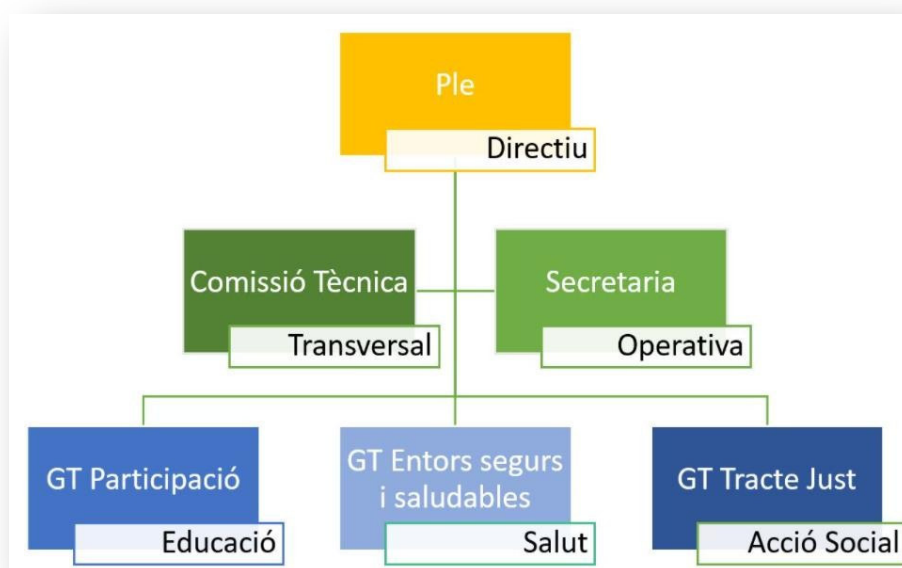 Ple
Directiu
Comissió Tècnica
Transversal
Secretaria
Operativa
GT Participació
Educació
GT Entors segurs
i saludables
Salut
GT Tracte Just
Acció Social